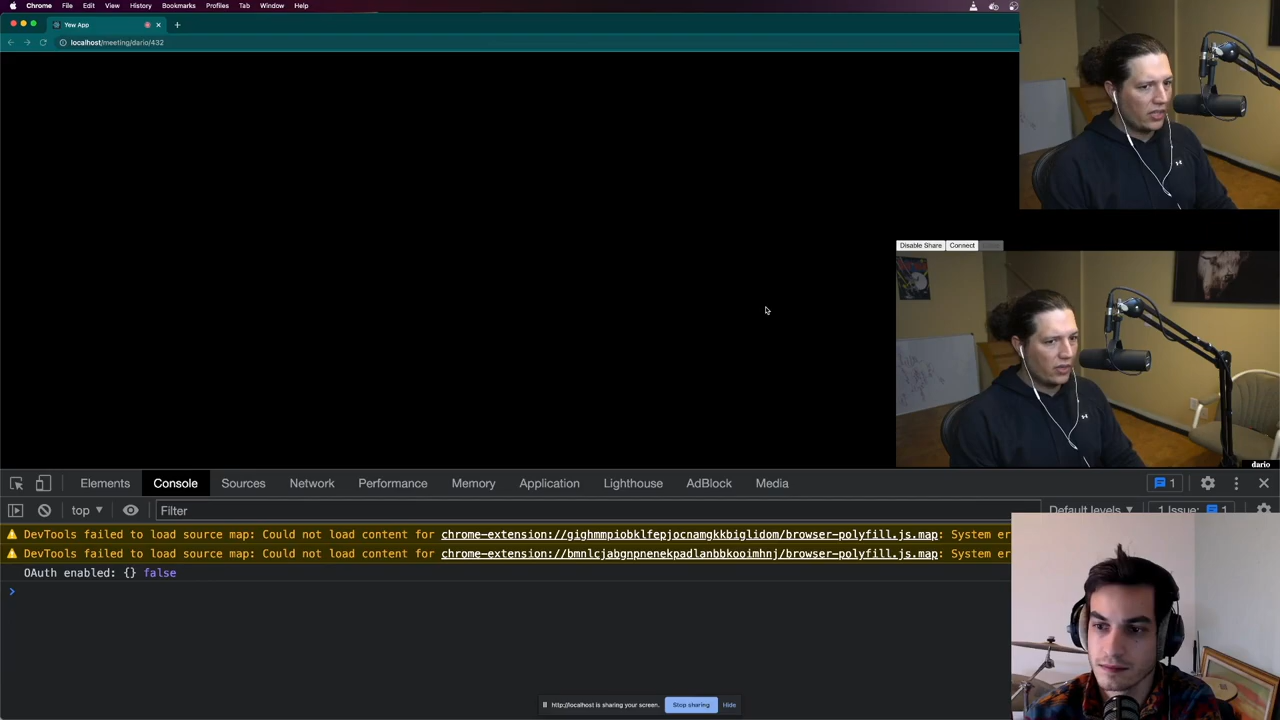 Chrome File Edit View History Bookmarks Profiles Tab Window Help
Yew App
localhost/meeting/dario/432
Disable Share Connect
dario
Elements Console Sources Network Performance Memory Application Lighthouse AdBlock Media 1
top Filter Default levels 1 Issue: 1
DevTools failed to load source map: Could not load content for chrome-extension://gighmmpiobklfepjocnamgkkbiglidom/browser-polyfill.js.map: System er
DevTools failed to load source map: Could not load content for chrome-extension://bmnlcjabgnpnenekpadlanbbkooimhnj/browser-polyfill.js.map: System er
OAuth enabled: {} false
http://localhost is sharing your screen. Stop sharing Hide